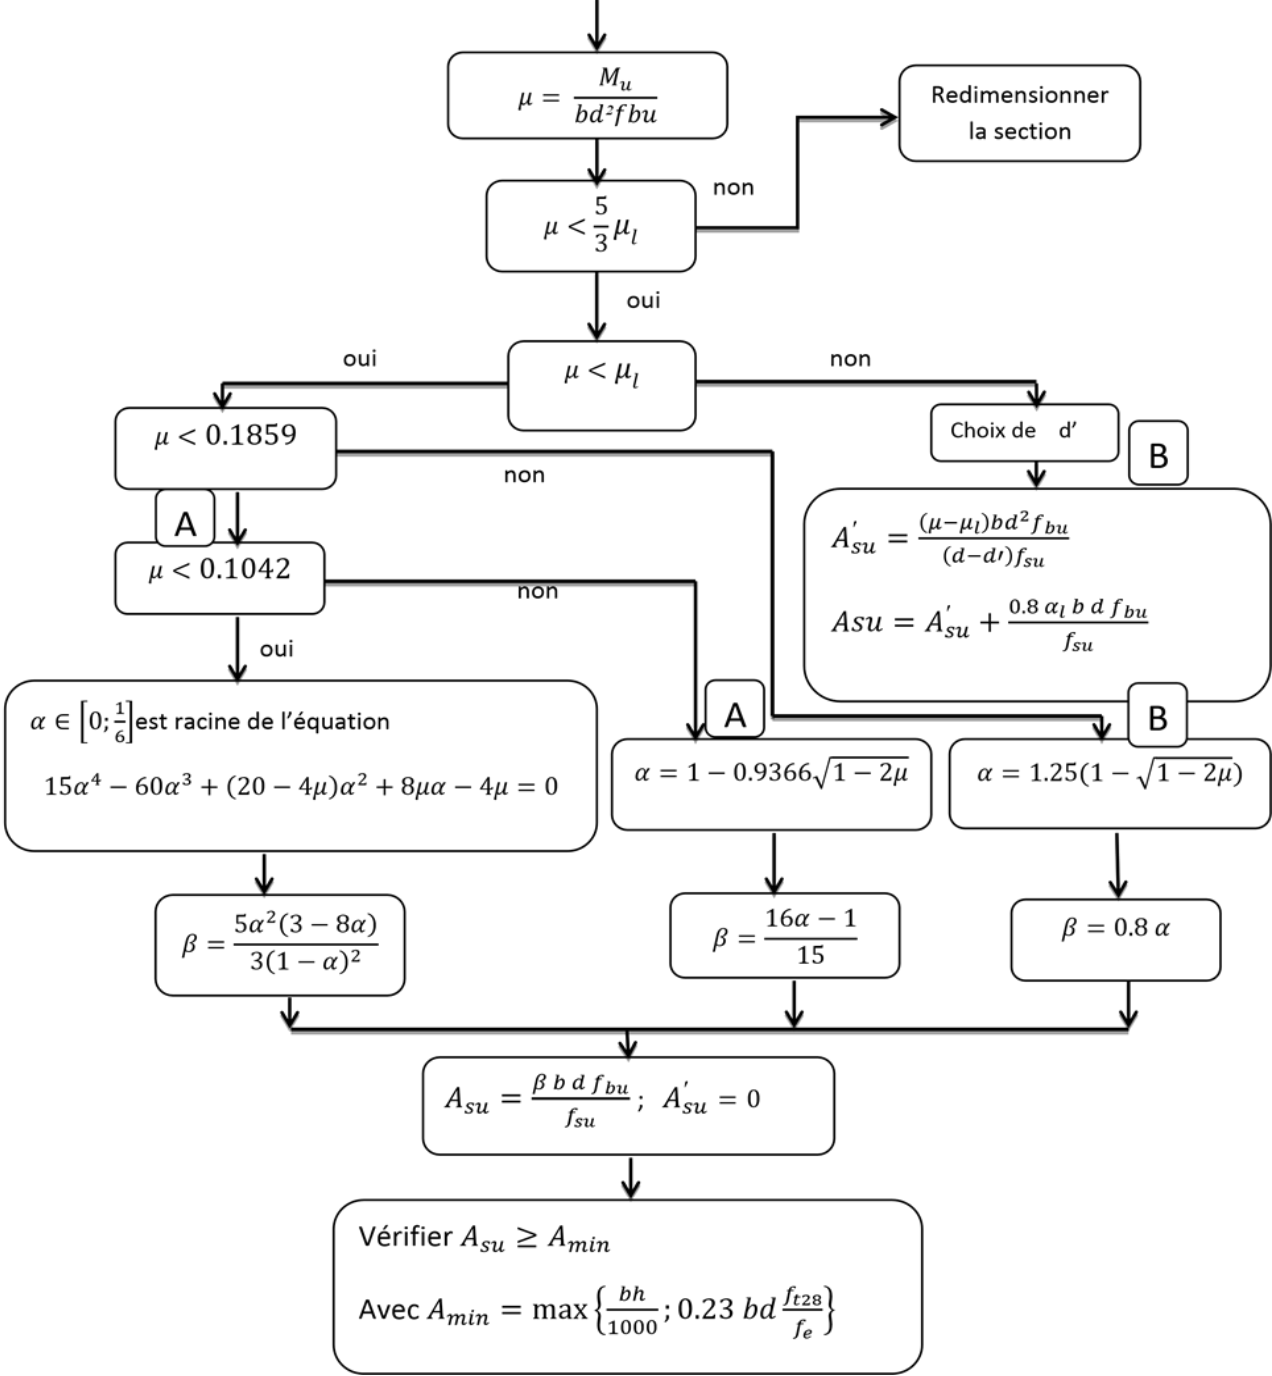 μ = M_u / bd²fbu
Redimensionner
la section
non
μ < 5/3 μ_l
oui
μ < μ_l
oui
non
μ < 0.1859
non
Choix de d'
B
A
μ < 0.1042
non
oui
A'_su = (μ−μ_l)bd²f_bu / (d−d′)f_su
Asu = A'_su + 0.8 α_l b d f_bu / f_su
α ∈ [0; 1/6] est racine de l'équation
15α⁴ − 60α³ + (20 − 4μ)α² + 8μα − 4μ = 0
A
α = 1 − 0.9366√(1 − 2μ)
B
α = 1.25(1 − √(1 − 2μ))
β = 5α²(3 − 8α) / 3(1 − α)²
β = (16α − 1) / 15
β = 0.8 α
A_su = β b d f_bu / f_su ; A'_su = 0
Vérifier A_su ≥ A_min
Avec A_min = max {bh/1000 ; 0.23 bd f_t28/f_e}